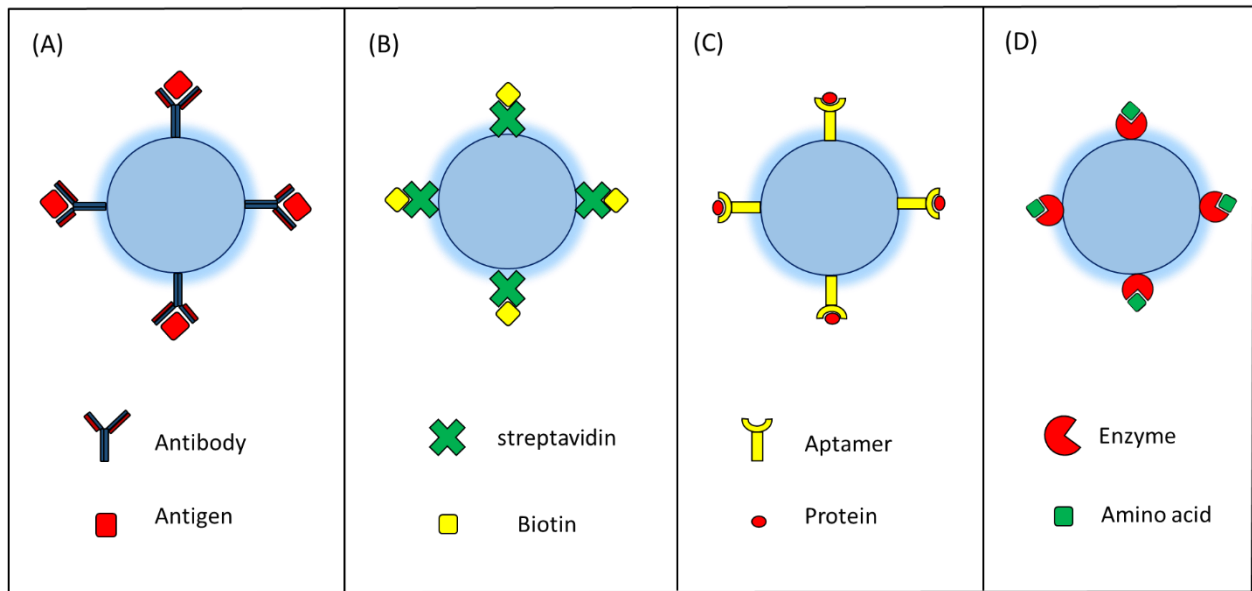 (A)
(B)
(C)
(D)
Antibody
streptavidin
Aptamer
Enzyme
Antigen
Biotin
Protein
Amino acid